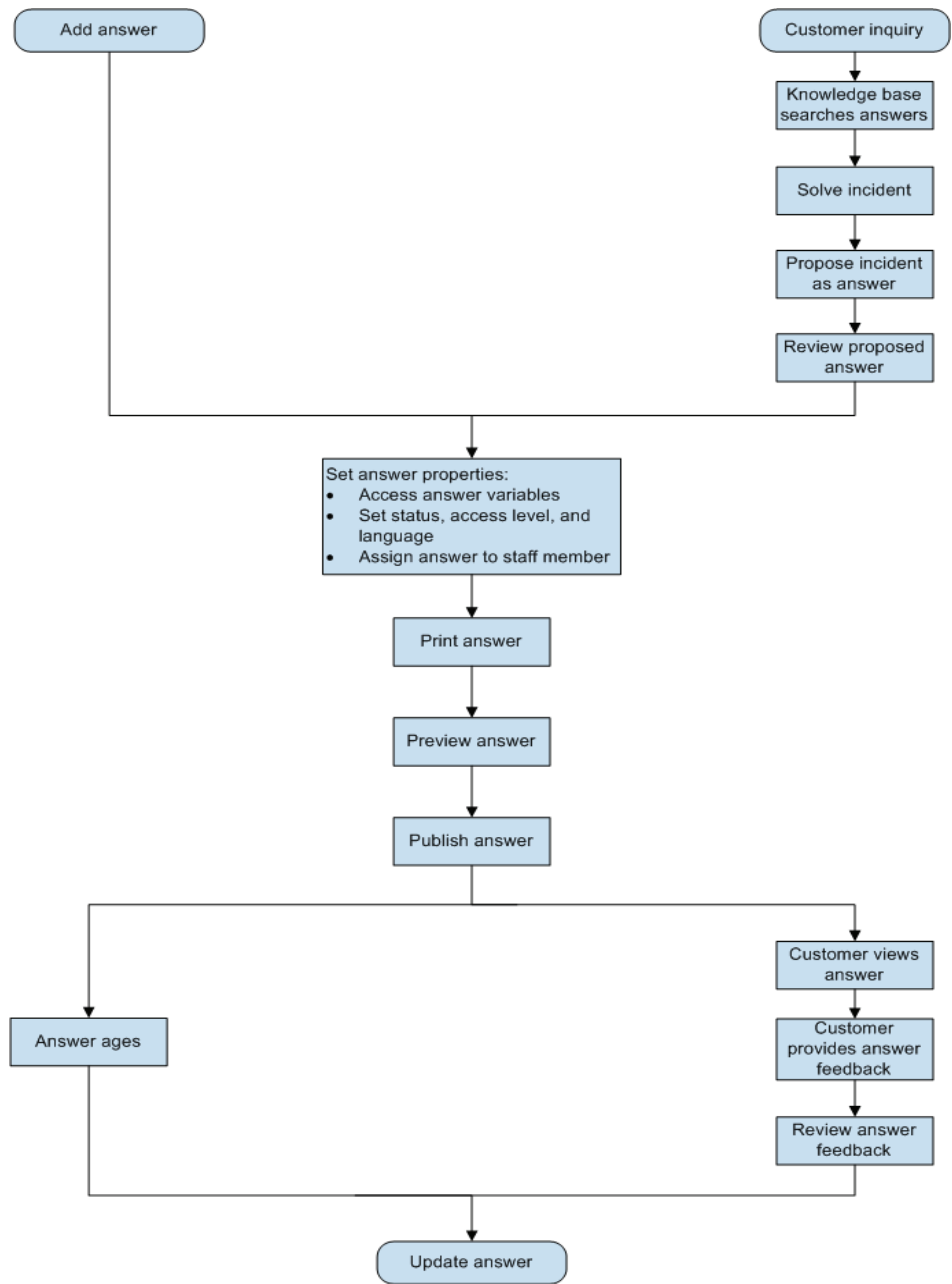 Add answer
Customer inquiry
Knowledge base
searches answers
Solve incident
Propose incident
as answer
Review proposed
answer
Set answer properties:
• Access answer variables
• Set status, access level, and
language
• Assign answer to staff member
Print answer
Preview answer
Publish answer
Customer views
answer
Answer ages
Customer
provides answer
feedback
Review answer
feedback
Update answer